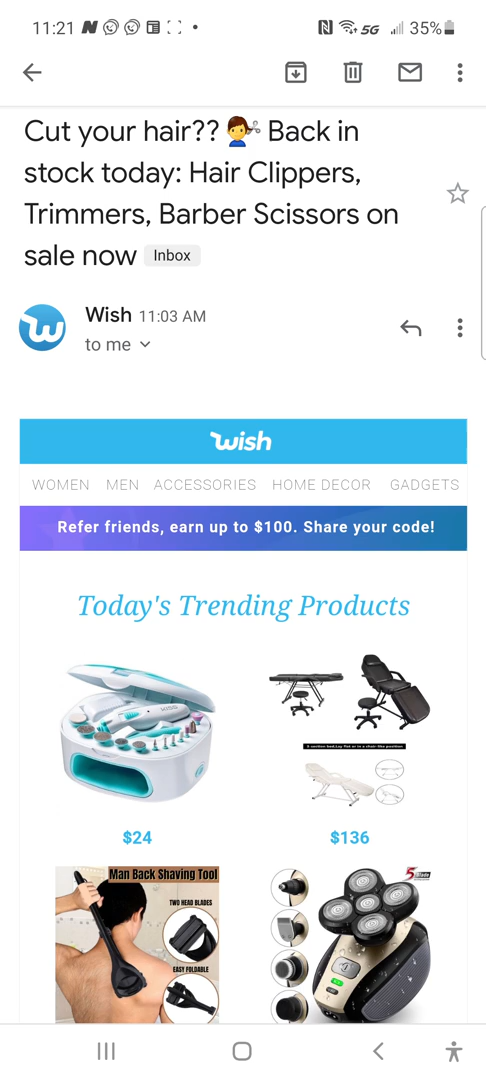 11:21
5G
35%
Cut your hair?? Back in
stock today: Hair Clippers,
Trimmers, Barber Scissors on
sale now Inbox
Wish 11:03 AM
to me
wish
WOMEN MEN ACCESSORIES HOME DECOR GADGETS
Refer friends, earn up to $100. Share your code!
Today's Trending Products
KISS
$24
$136
Man Back Shaving Tool
TWO HEAD BLADES
EASY FOLDABLE
5